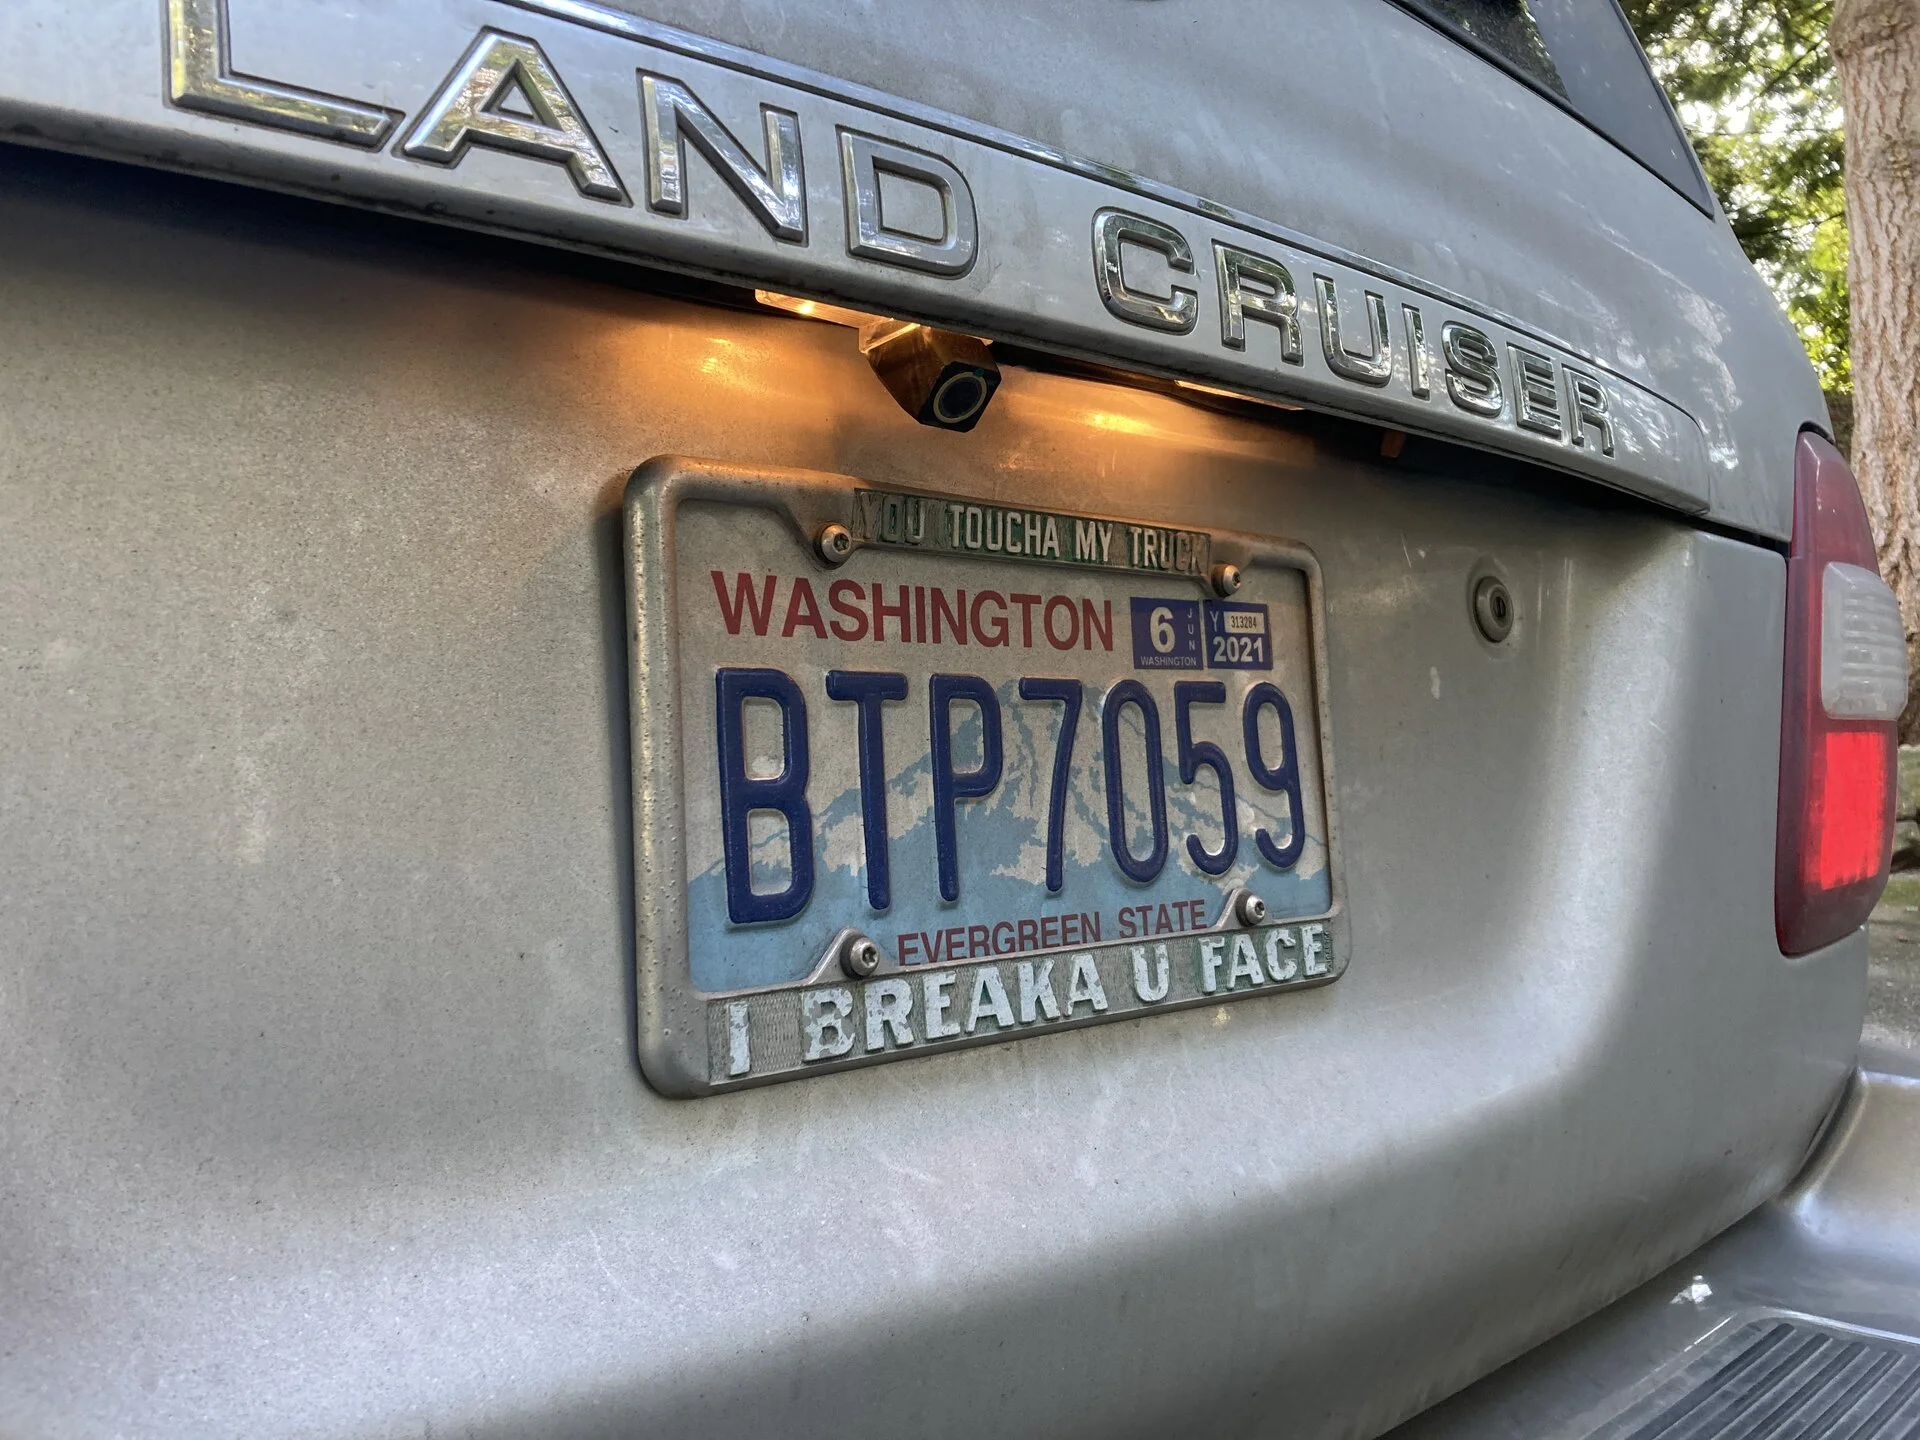 LAND CRUISER
YOU TOUCHA MY TRUCK
WASHINGTON
6 JUN WASHINGTON
Y 313284 2021
BTP7059
EVERGREEN STATE
I BREAKA U FACE